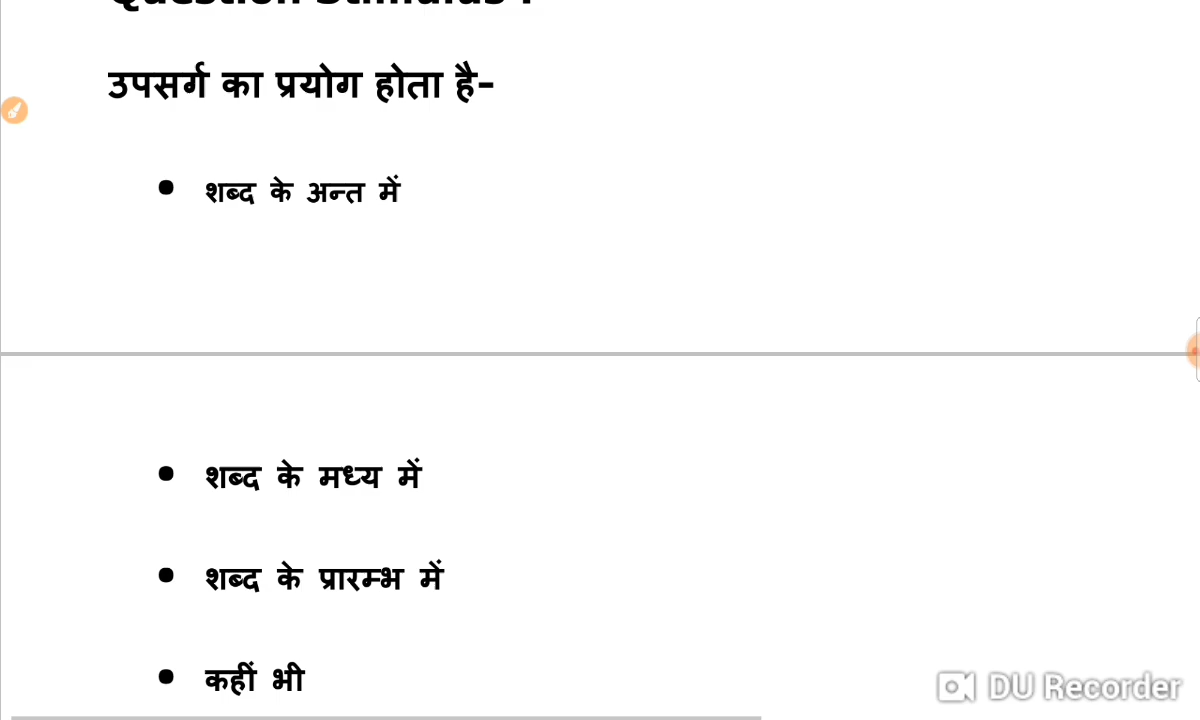 उपसर्ग का प्रयोग होता है-
शब्द के अन्त में
शब्द के मध्य में
शब्द के प्रारम्भ में
कहीं भी
DU Recorder